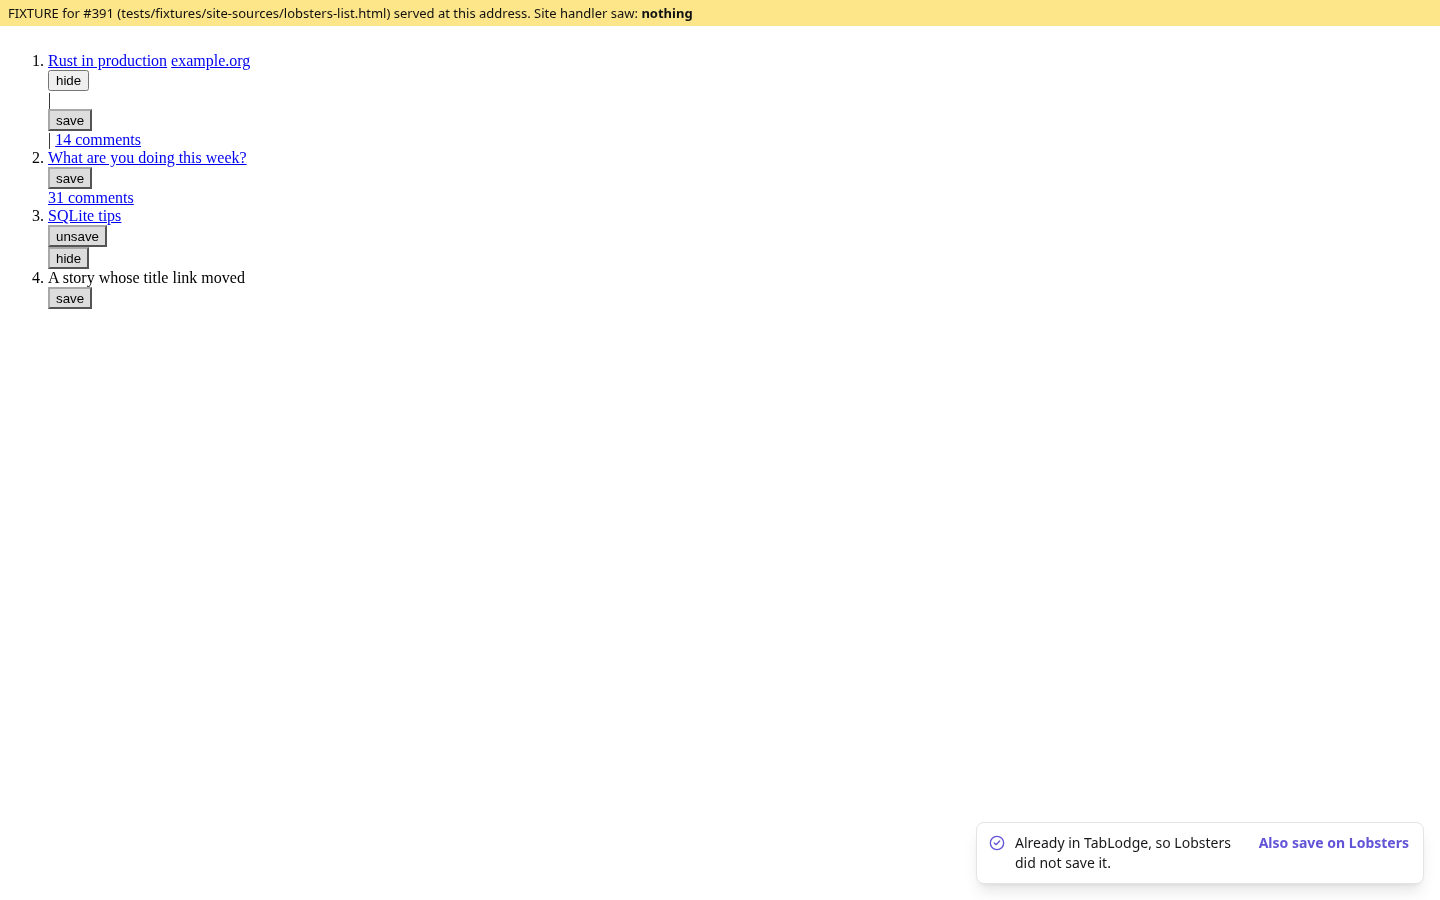 FIXTURE for #391 (tests/fixtures/site-sources/lobsters-list.html) served at this address. Site handler saw: nothing
1. Rust in production example.org
hide
|
save
| 14 comments
2. What are you doing this week?
save
31 comments
3. SQLite tips
unsave
hide
4. A story whose title link moved
save
Already in TabLodge, so Lobsters Also save on Lobsters
did not save it.